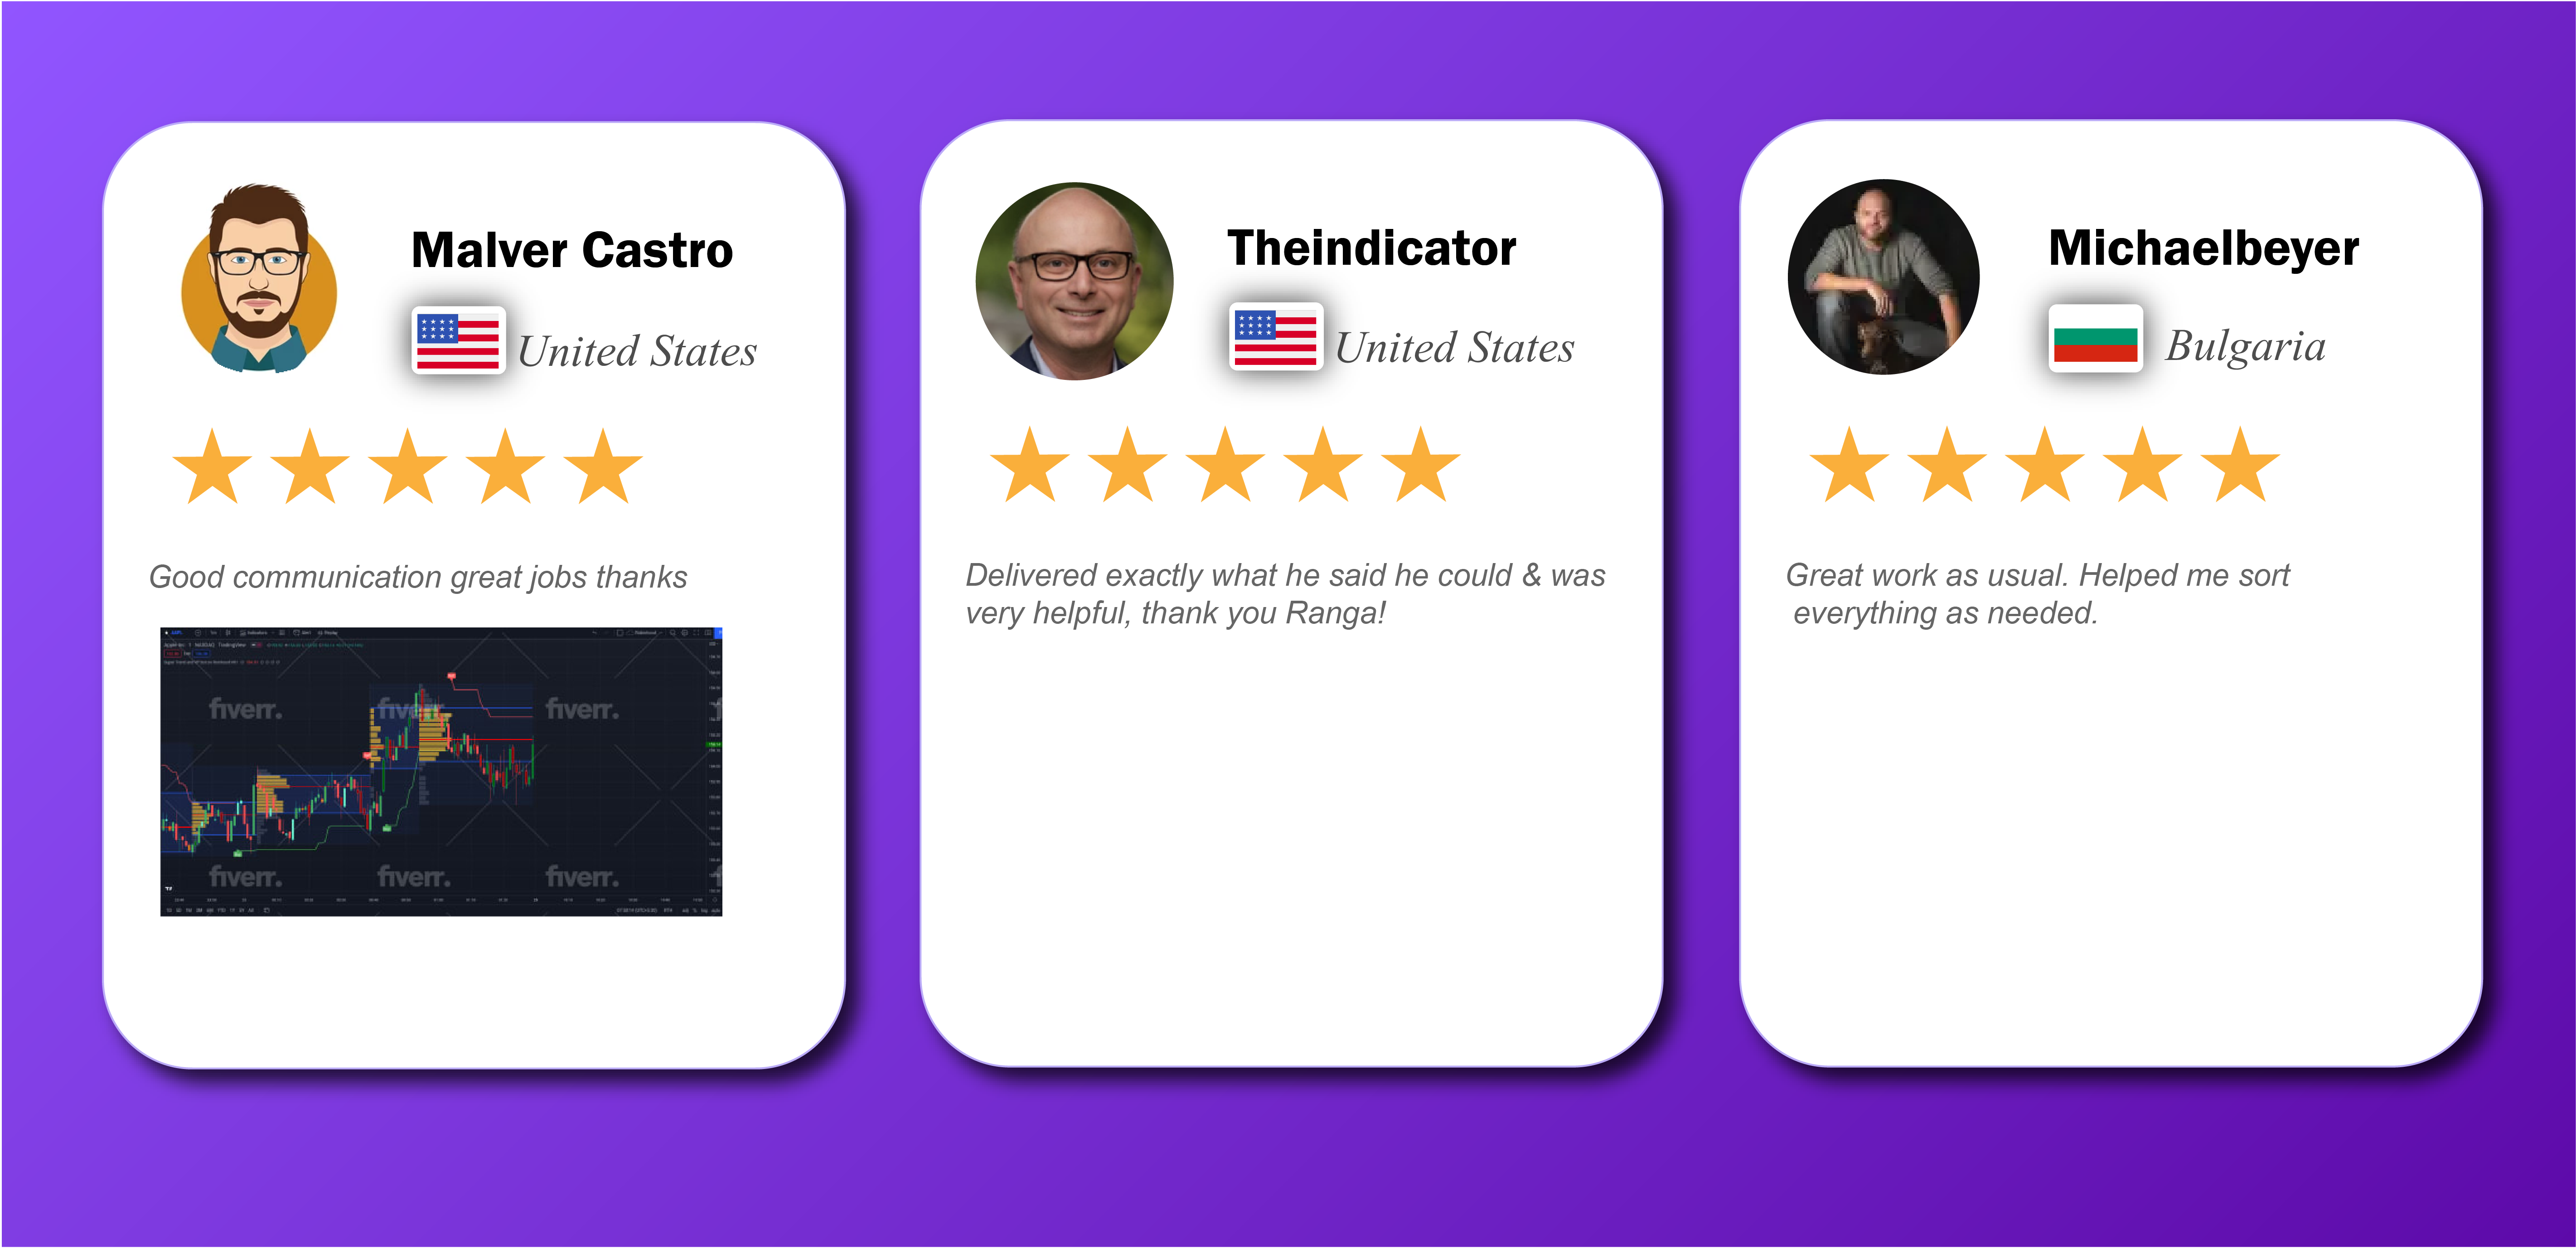 Malver Castro
United States
Good communication great jobs thanks
fiverr. fiverr. fiverr.
fiverr. fiverr. fiverr.
Theindicator
United States
Delivered exactly what he said he could & was
very helpful, thank you Ranga!
Michaelbeyer
Bulgaria
Great work as usual. Helped me sort
everything as needed.